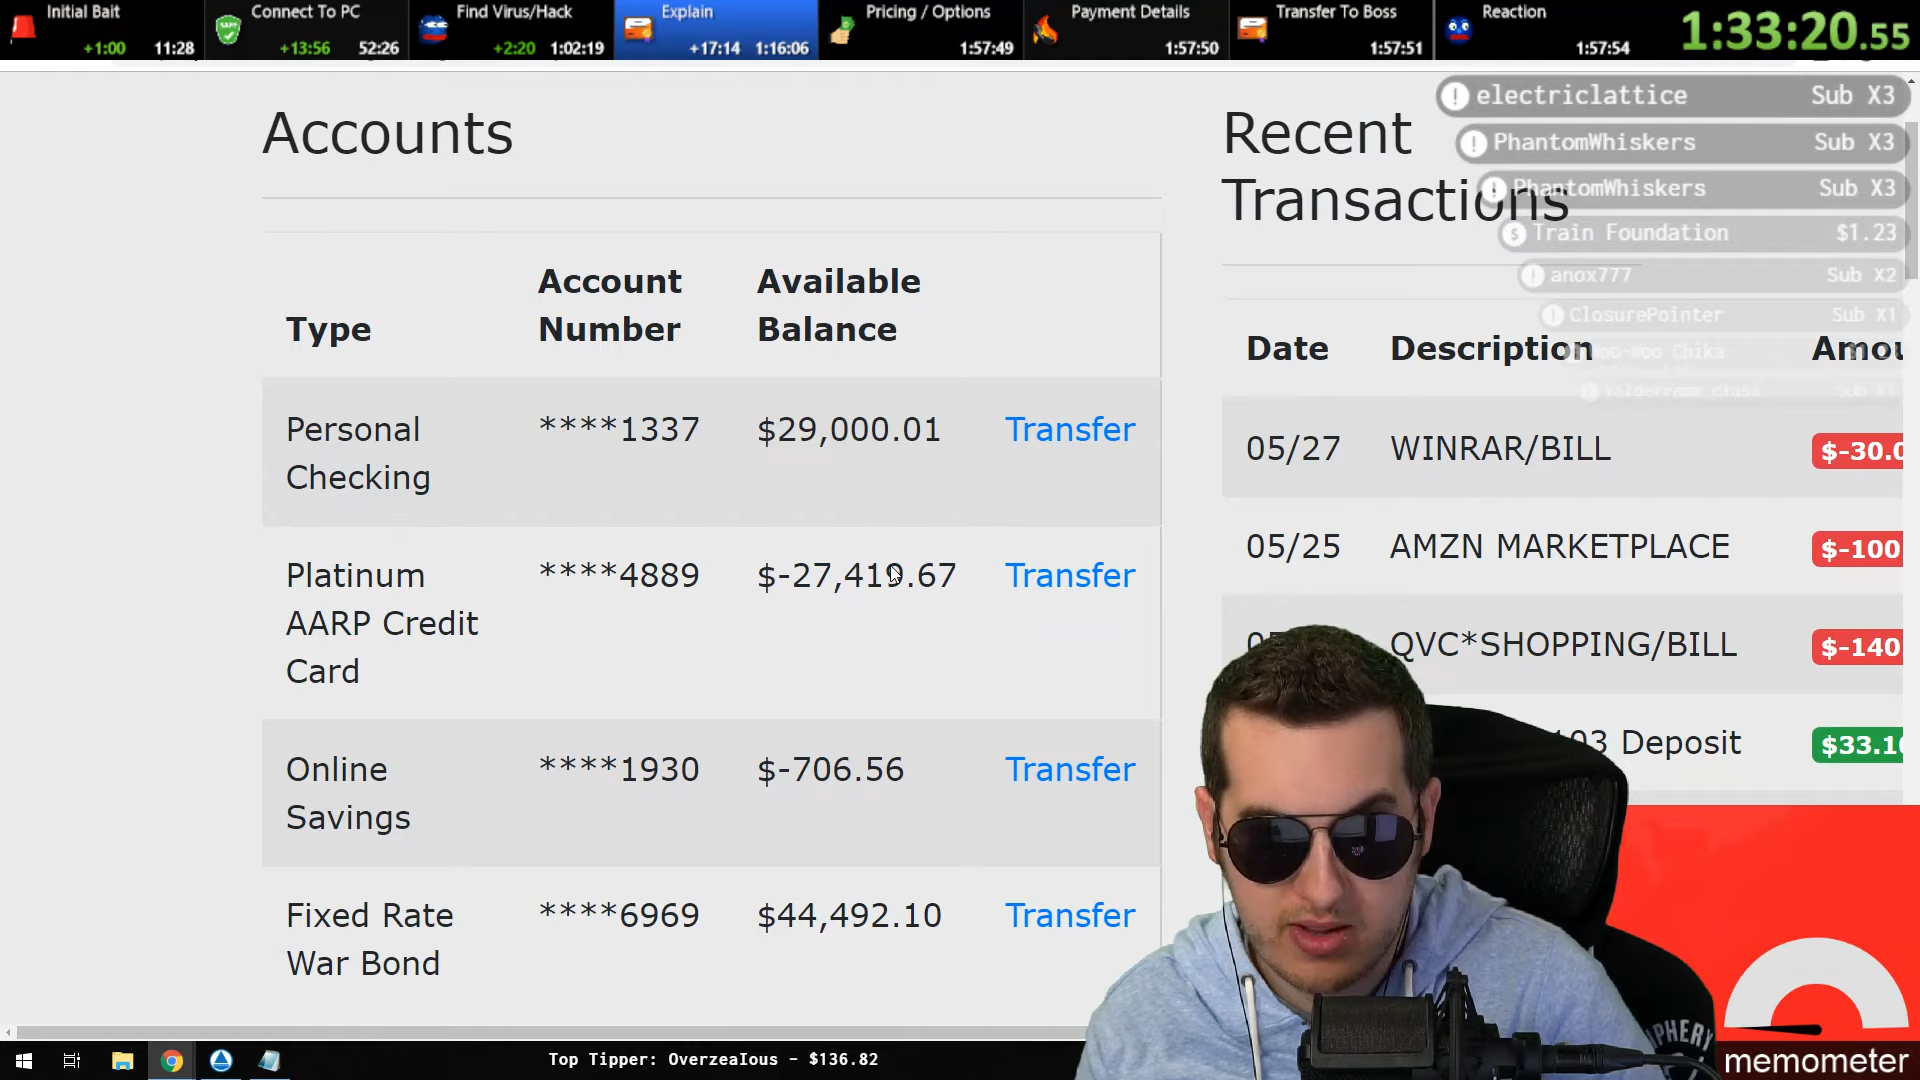 Initial Bait
+1:00 11:28
Connect To PC
+13:56 52:26
Find Virus/Hack
+2:20 1:02:19
Explain
+17:14 1:16:06
Pricing / Options
1:57:49
Payment Details
1:57:50
Transfer To Boss
1:57:51
Reaction
1:57:54
1:33:20.55
electriclattice Sub X3
PhantomWhiskers Sub X3
PhantomWhiskers Sub X3
Train Foundation $1.23
anox777 Sub X2
ClosurePointer Sub X1
Accounts
Type
Account Number
Available Balance
Personal Checking ****1337 $29,000.01 Transfer
Platinum AARP Credit Card ****4889 $-27,419.67 Transfer
Online Savings ****1930 $-706.56 Transfer
Fixed Rate War Bond ****6969 $44,492.10 Transfer
Recent Transactions
Date Description
05/27 WINRAR/BILL
05/25 AMZN MARKETPLACE $-100
QVC*SHOPPING/BILL $-140
Deposit
Top Tipper: Overzealous - $136.82
memometer